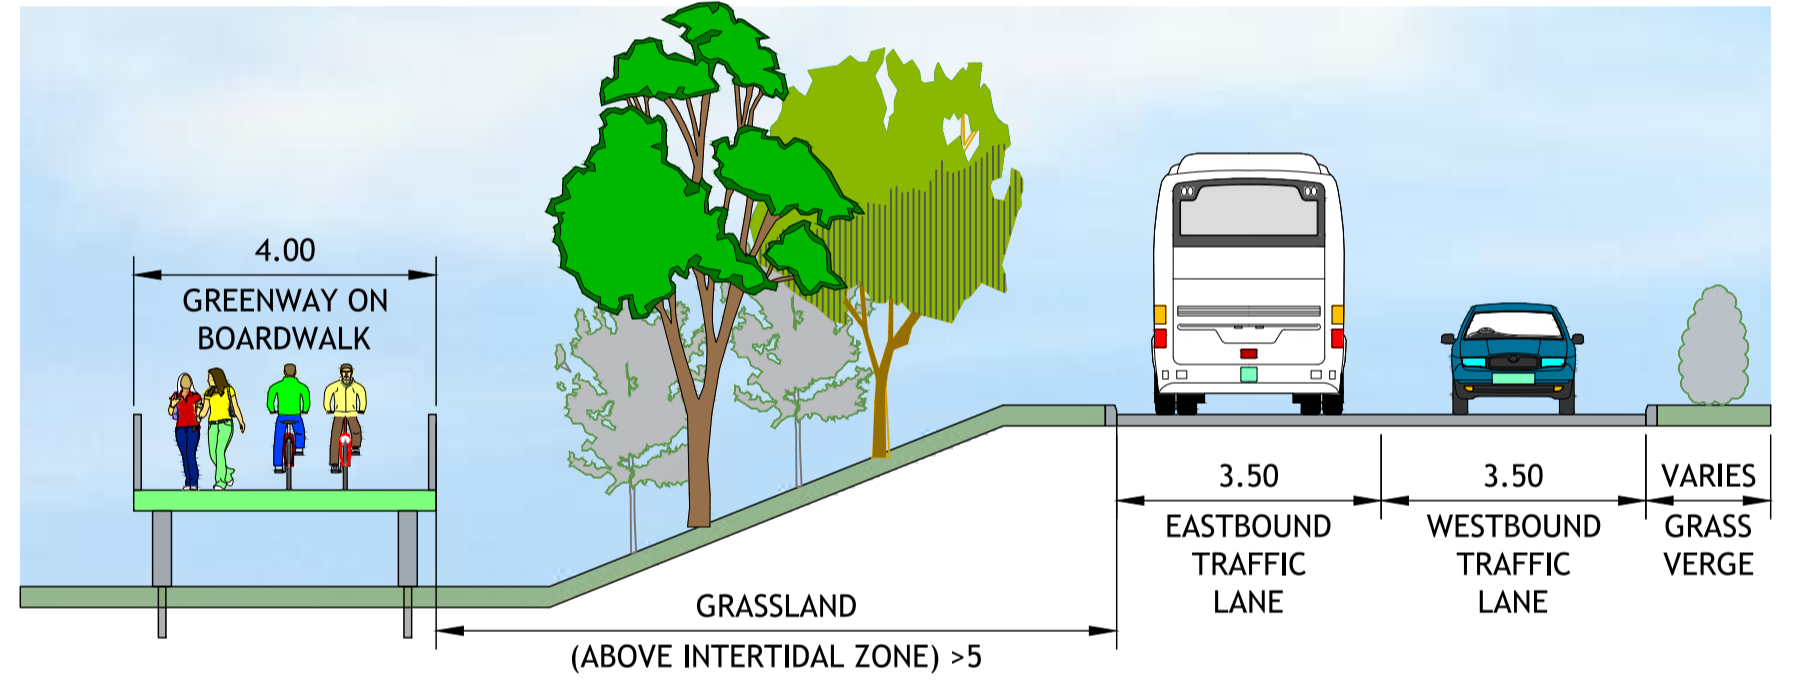 4.00
GREENWAY ON
BOARDWALK
GRASSLAND
(ABOVE INTERTIDAL ZONE) >5
3.50
EASTBOUND
TRAFFIC
LANE
3.50
WESTBOUND
TRAFFIC
LANE
VARIES
GRASS
VERGE